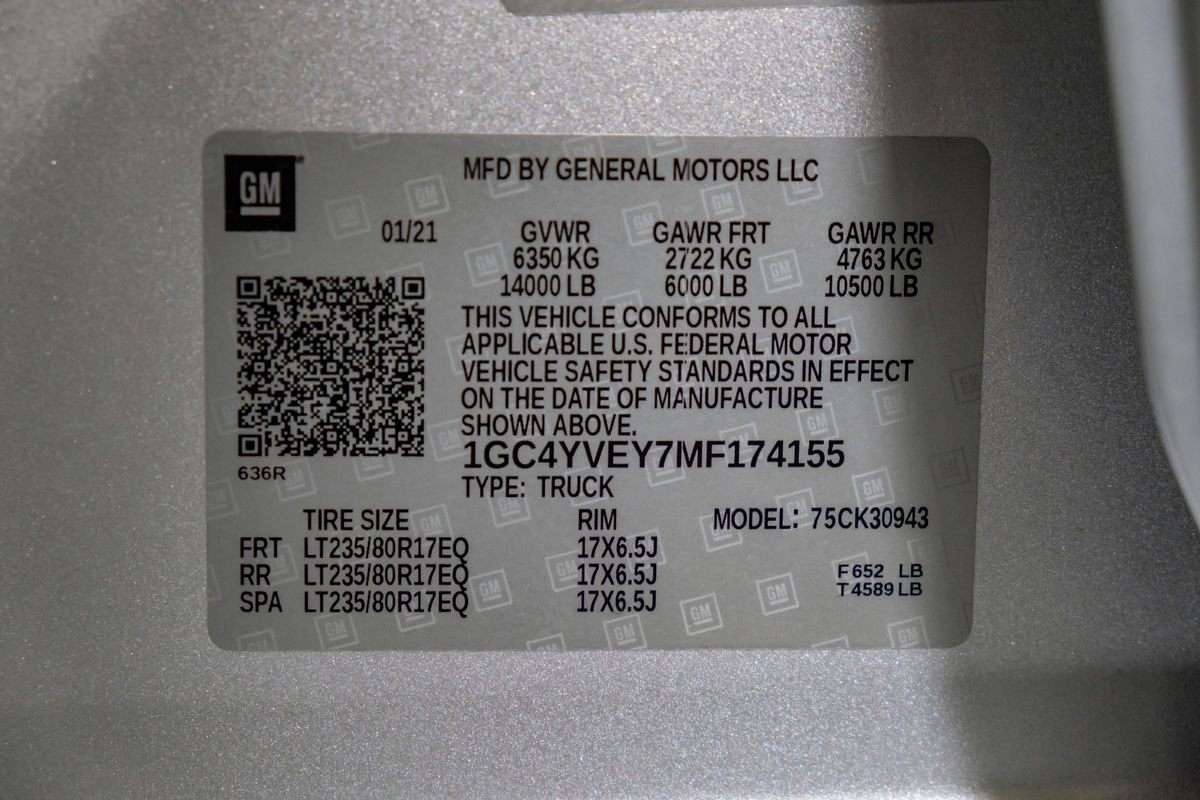 GM
MFD BY GENERAL MOTORS LLC
01/21 GVWR GAWR FRT GAWR RR
6350 KG 2722 KG 4763 KG
14000 LB 6000 LB 10500 LB
THIS VEHICLE CONFORMS TO ALL
APPLICABLE U.S. FEDERAL MOTOR
VEHICLE SAFETY STANDARDS IN EFFECT
ON THE DATE OF MANUFACTURE
SHOWN ABOVE.
1GC4YVEY7MF174155
636R
TYPE: TRUCK
TIRE SIZE RIM MODEL: 75CK30943
FRT LT235/80R17EQ 17X6.5J
RR LT235/80R17EQ 17X6.5J F 652 LB
SPA LT235/80R17EQ 17X6.5J T 4589 LB